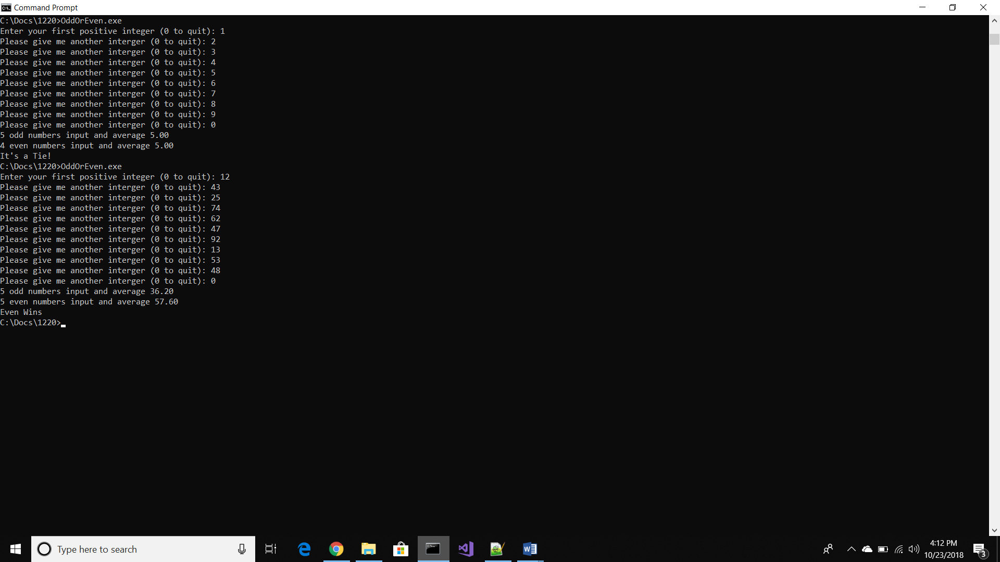 Command Prompt
C:\Docs\1220>OddOrEven.exe
Enter your first positive integer (0 to quit): 1
Please give me another interger (0 to quit): 2
Please give me another interger (0 to quit): 3
Please give me another interger (0 to quit): 4
Please give me another interger (0 to quit): 5
Please give me another interger (0 to quit): 6
Please give me another interger (0 to quit): 7
Please give me another interger (0 to quit): 8
Please give me another interger (0 to quit): 9
Please give me another interger (0 to quit): 0
5 odd numbers input and average 5.00
4 even numbers input and average 5.00
It's a Tie!
C:\Docs\1220>OddOrEven.exe
Enter your first positive integer (0 to quit): 12
Please give me another interger (0 to quit): 43
Please give me another interger (0 to quit): 25
Please give me another interger (0 to quit): 74
Please give me another interger (0 to quit): 62
Please give me another interger (0 to quit): 47
Please give me another interger (0 to quit): 92
Please give me another interger (0 to quit): 13
Please give me another interger (0 to quit): 53
Please give me another interger (0 to quit): 48
Please give me another interger (0 to quit): 0
5 odd numbers input and average 36.20
5 even numbers input and average 57.60
Even Wins
C:\Docs\1220>
Type here to search
4:12 PM
10/23/2018
3